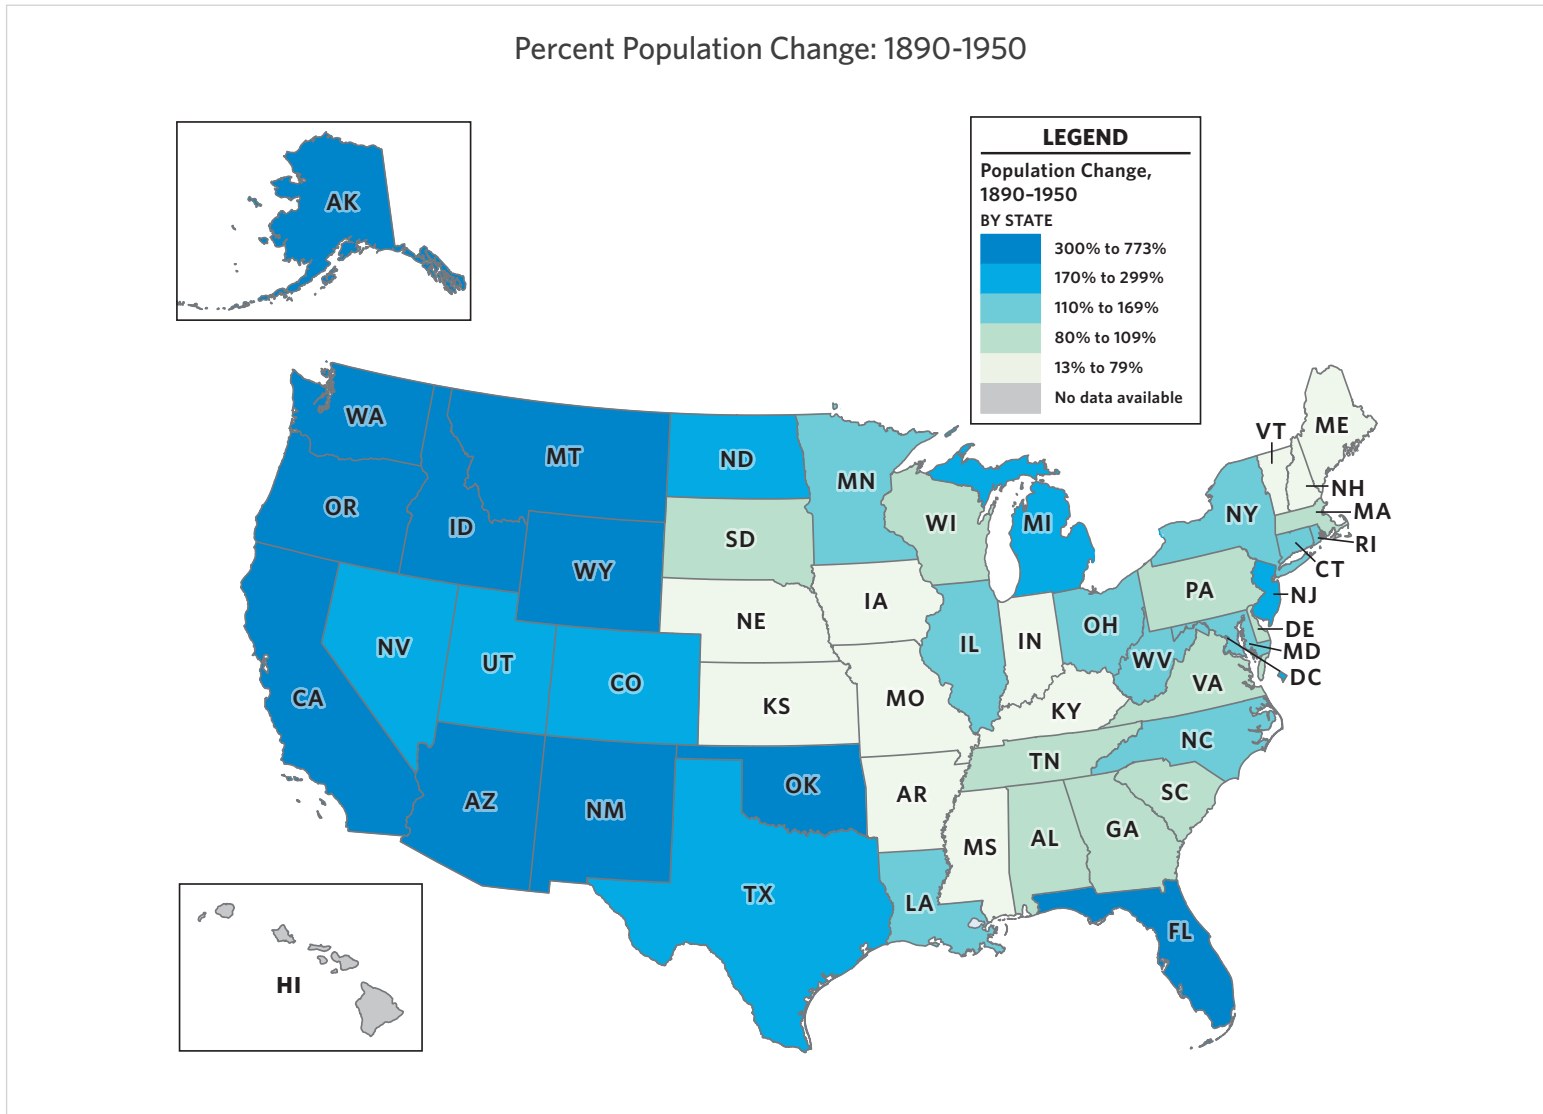 Percent Population Change: 1890-1950
LEGEND
Population Change,
1890–1950
BY STATE
300% to 773%
170% to 299%
110% to 169%
80% to 109%
13% to 79%
No data available
AK
WA
MT
ND
MN
VT
ME
OR
ID
SD
WI
MI
NY
NH
MA
RI
CT
WY
NE
IA
PA
NJ
NV
UT
CO
IL
IN
OH
WV
DE
MD
DC
CA
KS
MO
KY
VA
AZ
NM
OK
AR
TN
NC
SC
TX
LA
MS
AL
GA
FL
HI